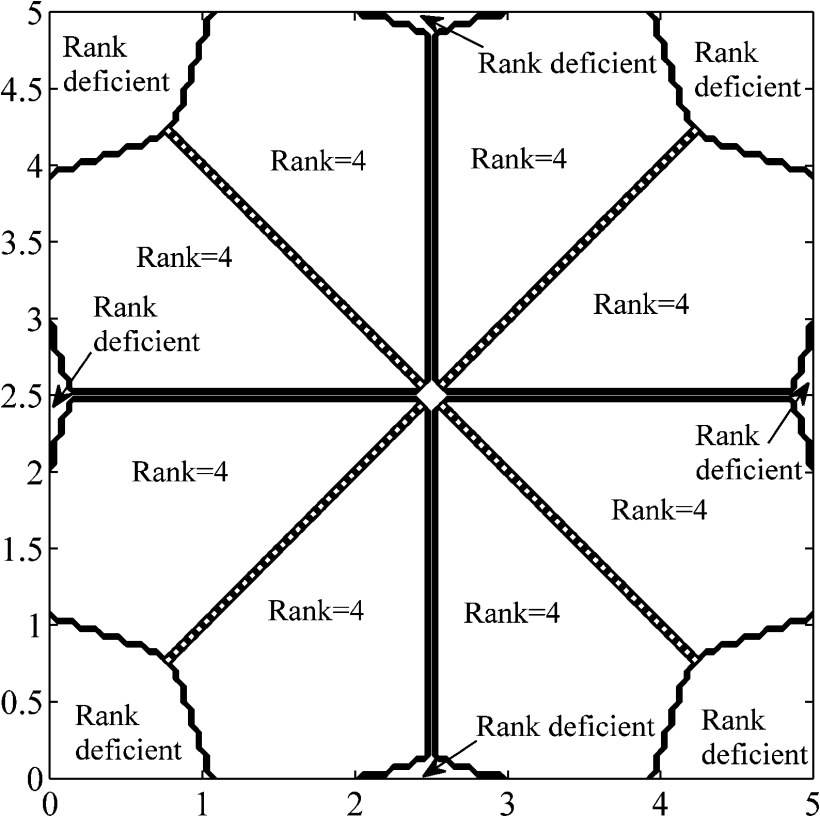 5
Rank
deficient
Rank deficient
Rank
deficient
4.5
4
Rank=4
Rank=4
3.5
Rank=4
Rank=4
3
Rank
deficient
2.5
Rank
deficient
2
Rank=4
Rank=4
1.5
Rank=4
Rank=4
1
0.5
Rank
deficient
Rank deficient
Rank
deficient
0
0 1 2 3 4 5